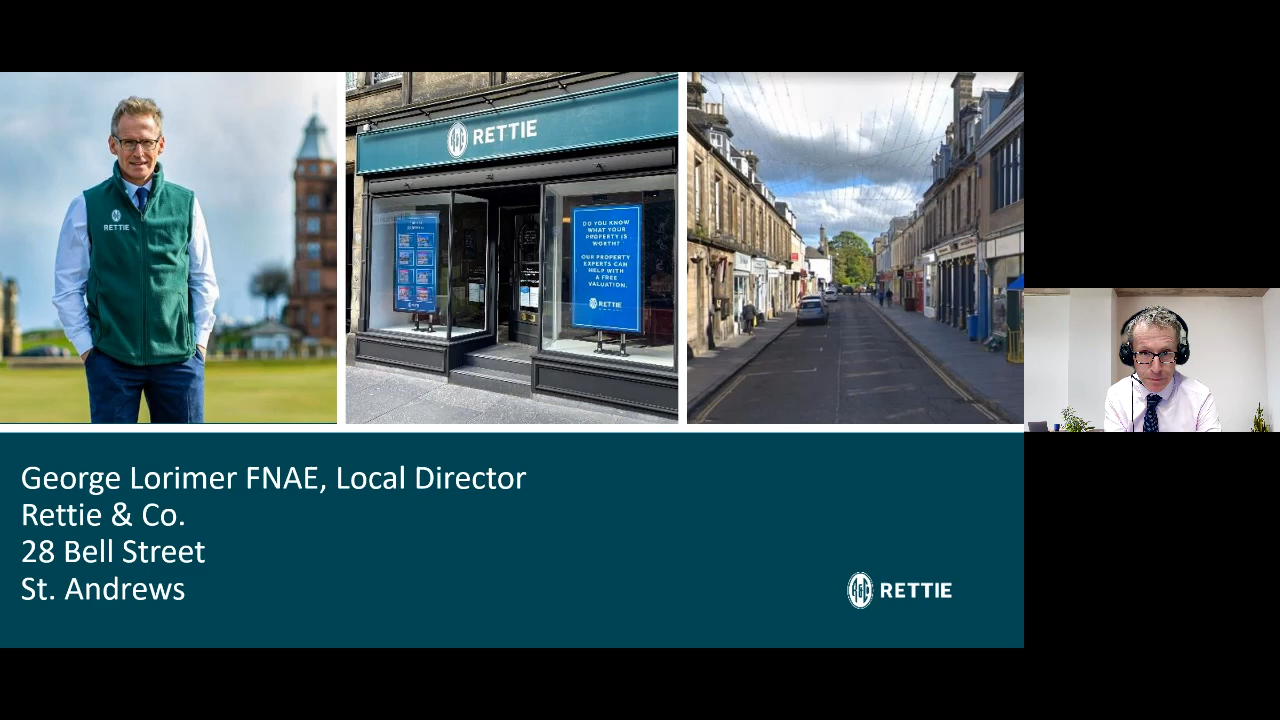 RETTIE
RETTIE
DO YOU KNOW
WHAT YOUR
PROPERTY IS
WORTH?
OUR PROPERTY
EXPERTS CAN
HELP WITH
A FREE
VALUATION.
RETTIE
George Lorimer FNAE, Local Director
Rettie & Co.
28 Bell Street
St. Andrews
RETTIE